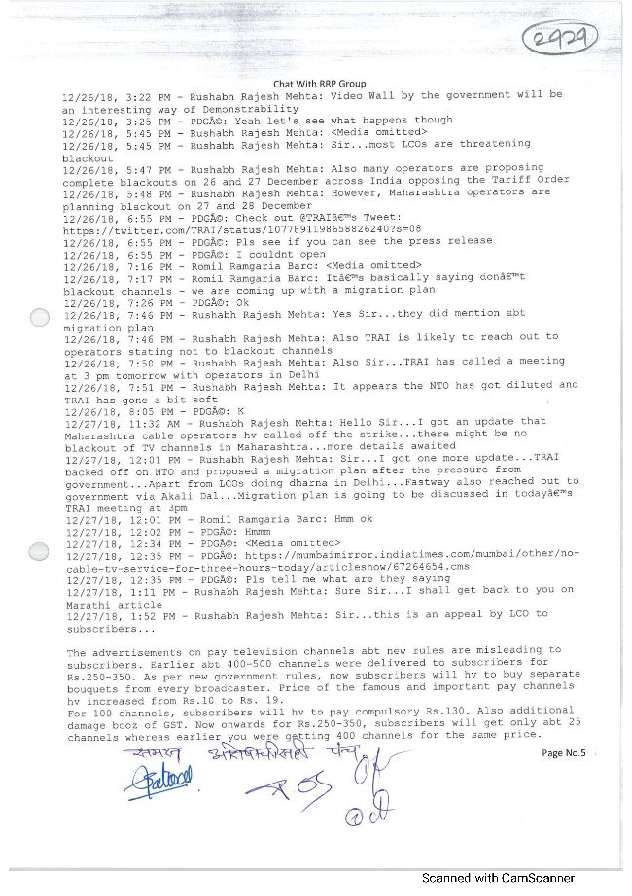 2929
Chat With RRP Group
12/26/18, 3:22 PM - Rushabh Rajesh Mehta: Video Wall by the government will be
an interesting way of Demonstrability
12/26/18, 3:25 PM - PDGÂ©: Yeah let's see what happens though
12/26/18, 5:45 PM - Rushabh Rajesh Mehta: <Media omitted>
12/26/18, 5:45 PM - Rushabh Rajesh Mehta: Sir...most LCOs are threatening
blackout
12/26/18, 5:47 PM - Rushabh Rajesh Mehta: Also many operators are proposing
complete blackouts on 26 and 27 December across India opposing the Tariff Order
12/26/18, 5:48 PM - Rushabh Rajesh Mehta: However, Maharashtra operators are
planning blackout on 27 and 28 December
12/26/18, 6:55 PM - PDGÂ©: Check out @TRAIâ€™s Tweet:
https://twitter.com/TRAI/status/1077691198658826240?s=08
12/26/18, 6:55 PM - PDGÂ©: Pls see if you can see the press release
12/26/18, 6:55 PM - PDGÂ©: I couldnt open
12/26/18, 7:16 PM - Romil Ramgaria Barc: <Media omitted>
12/26/18, 7:17 PM - Romil Ramgaria Barc: Itâ€™s basically saying donâ€™t
blackout channels - we are coming up with a migration plan
12/26/18, 7:26 PM - PDGÂ©: Ok
12/26/18, 7:46 PM - Rushabh Rajesh Mehta: Yes Sir...they did mention abt
migration plan
12/26/18, 7:46 PM - Rushabh Rajesh Mehta: Also TRAI is likely to reach out to
operators stating not to blackout channels
12/26/18, 7:50 PM - Rushabh Rajesh Mehta: Also Sir...TRAI has called a meeting
at 3 pm tomorrow with operators in Delhi
12/26/18, 7:51 PM - Rushabh Rajesh Mehta: It appears the NTO has got diluted and
TRAI has gone a bit soft
12/26/18, 8:05 PM - PDGÂ©: K
12/27/18, 11:32 AM - Rushabh Rajesh Mehta: Hello Sir...I got an update that
Maharashtra cable operators hv called off the strike...there might be no
blackout of TV channels in Maharashtra...more details awaited
12/27/18, 12:01 PM - Rushabh Rajesh Mehta: Sir...I got one more update...TRAI
backed off on NTO and proposed a migration plan after the pressure from
government...Apart from LCOs doing dharna in Delhi...Fastway also reached out to
government via Akali Dal...Migration plan is going to be discussed in todayâ€™s
TRAI meeting at 3pm
12/27/18, 12:01 PM - Romil Ramgaria Barc: Hmm ok
12/27/18, 12:02 PM - PDGÂ©: Hmmm
12/27/18, 12:34 PM - PDGÂ©: <Media omitted>
12/27/18, 12:35 PM - PDGÂ©: https://mumbaimirror.indiatimes.com/mumbai/other/no-
cable-tv-service-for-three-hours-today/articleshow/67264654.cms
12/27/18, 12:35 PM - PDGÂ©: Pls tell me what are they saying
12/27/18, 1:11 PM - Rushabh Rajesh Mehta: Sure Sir...I shall get back to you on
Marathi article
12/27/18, 1:52 PM - Rushabh Rajesh Mehta: Sir...this is an appeal by LCO to
subscribers...
The advertisements on pay television channels abt new rules are misleading to
subscribers. Earlier abt 400-500 channels were delivered to subscribers for
Rs.250-350. As per new government rules, now subscribers will hv to buy separate
bouquets from every broadcaster. Price of the famous and important pay channels
hv increased from Rs.10 to Rs. 19.
For 100 channels, subscribers will hv to pay compulsory Rs.130. Also additional
damage bcoz of GST. Now onwards for Rs.250-350, subscribers will get only abt 25
channels whereas earlier you were getting 400 channels for the same price.
समस्त पंच
Page No.5
Scanned with CamScanner